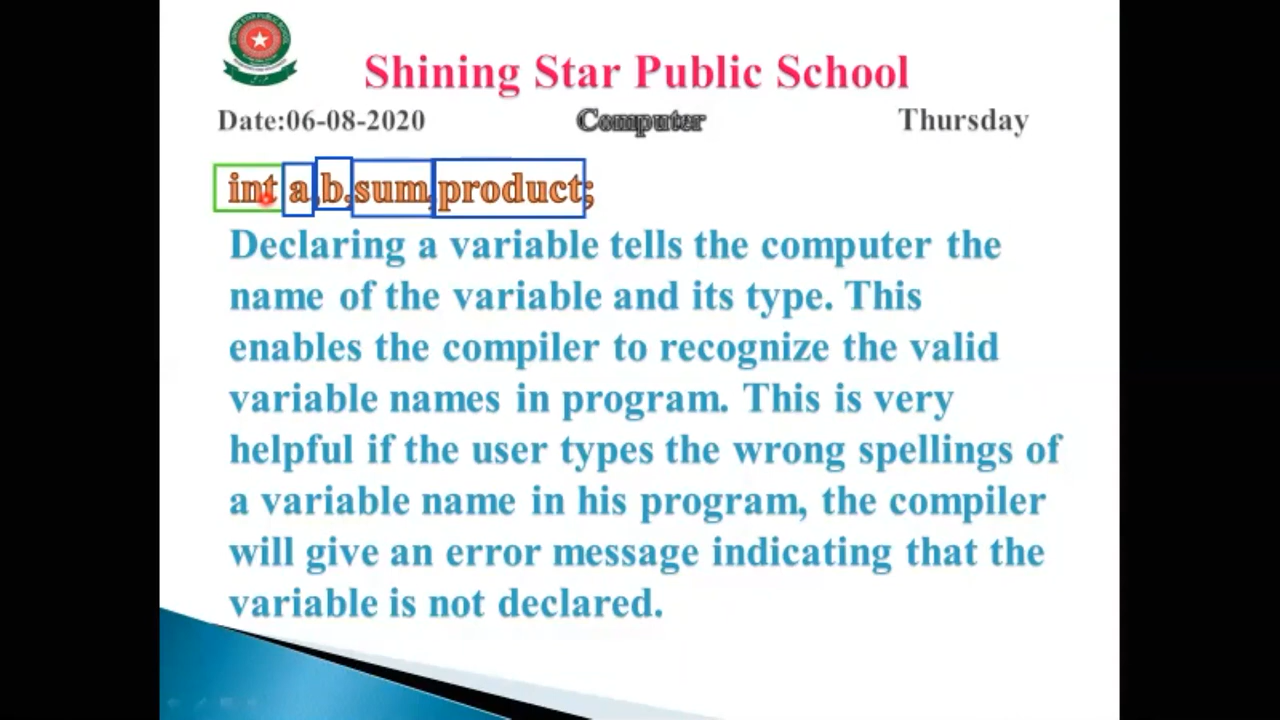 Shining Star Public School
Date:06-08-2020 Computer Thursday
int a,b,sum,product;
Declaring a variable tells the computer the
name of the variable and its type. This
enables the compiler to recognize the valid
variable names in program. This is very
helpful if the user types the wrong spellings of
a variable name in his program, the compiler
will give an error message indicating that the
variable is not declared.